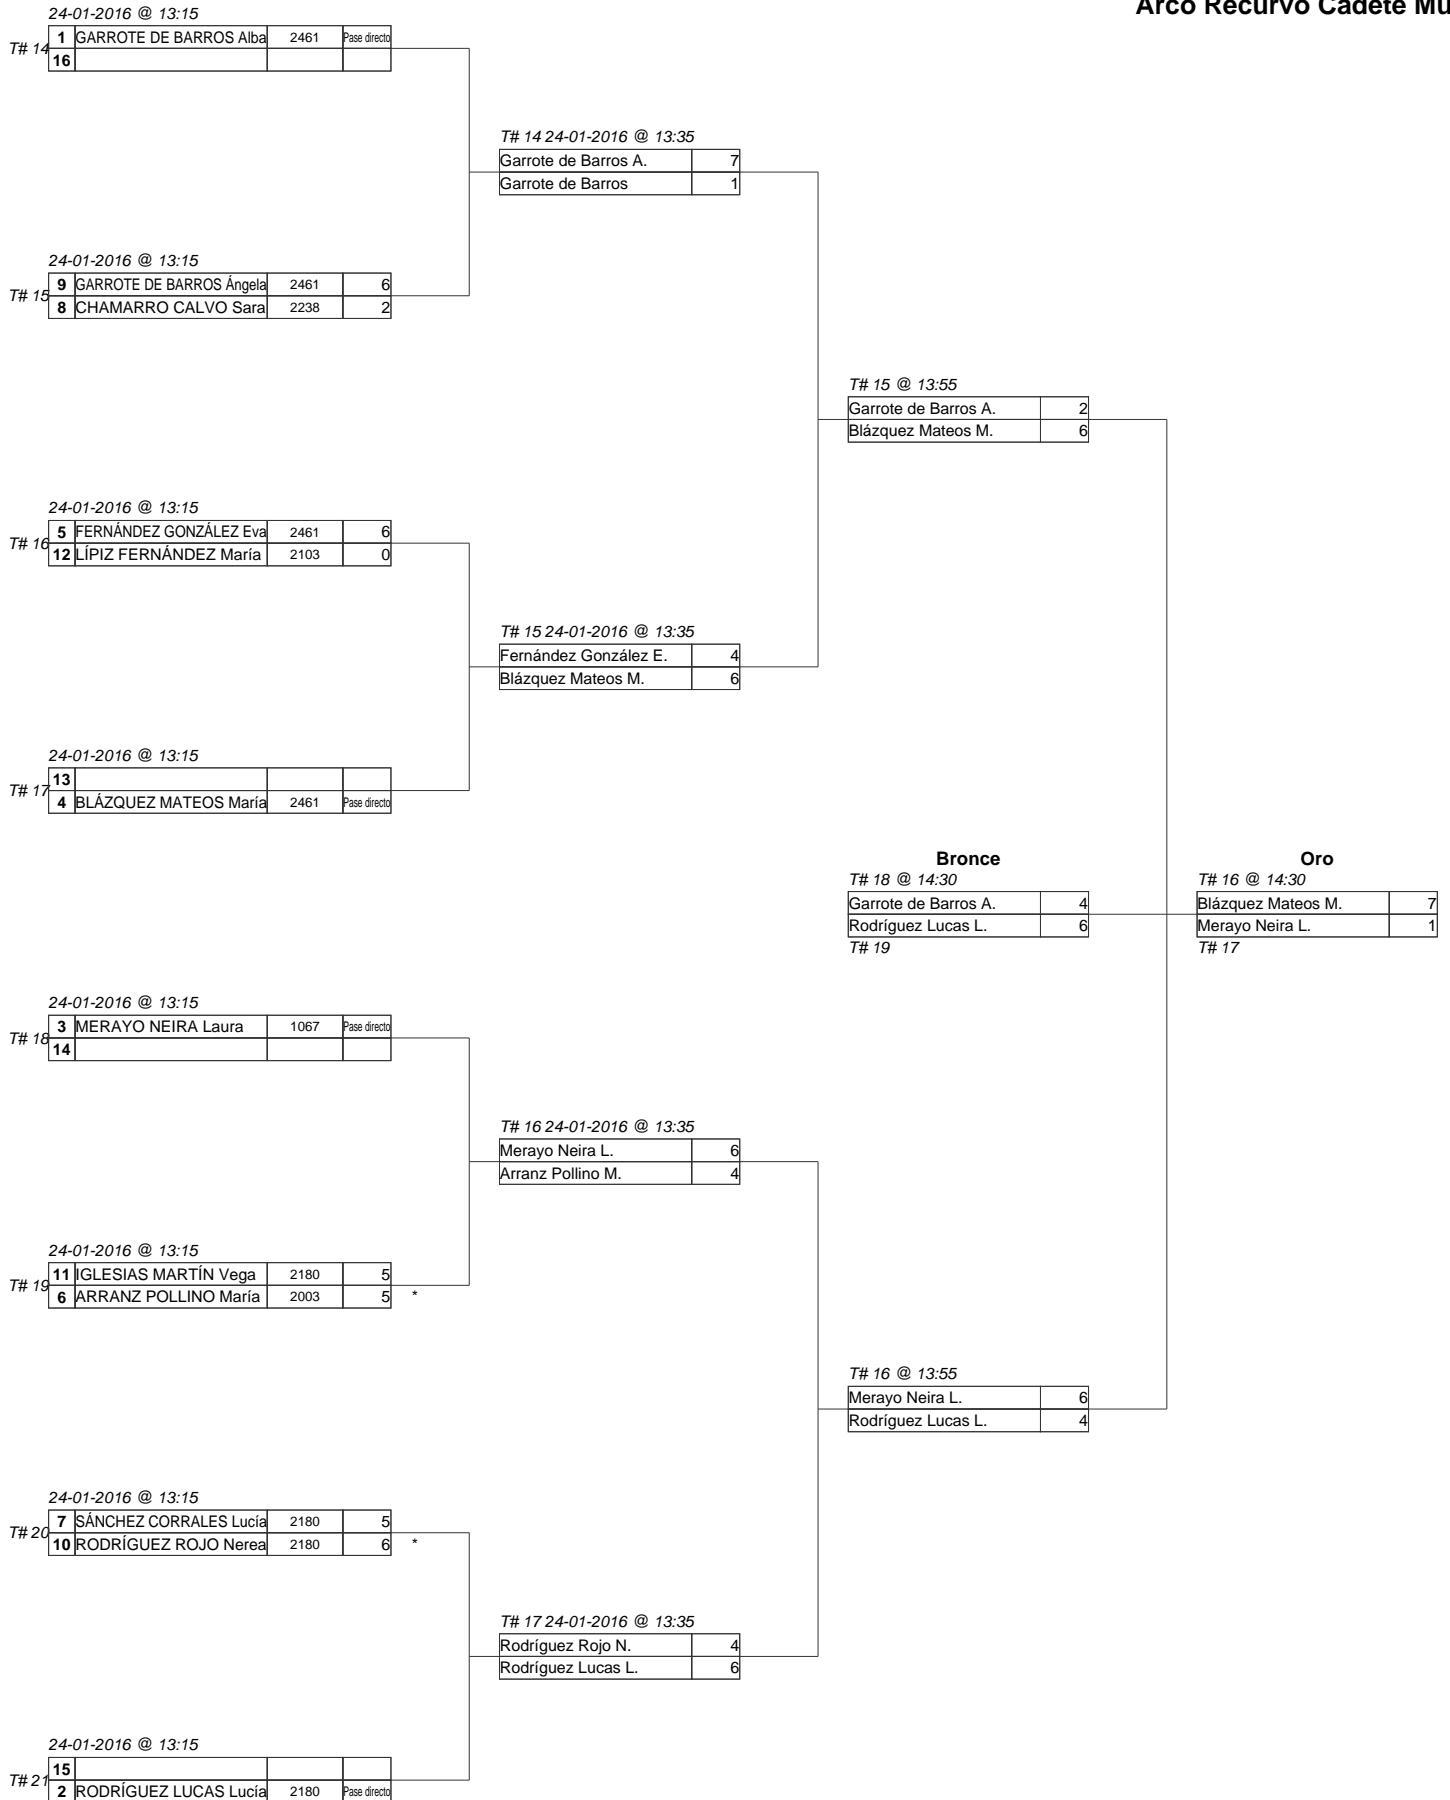 Arco Recurvo Cadete Mu
24-01-2016 @ 13:15
T# 14
1 GARROTE DE BARROS Alba 2461 Pase directo
16
T# 14 24-01-2016 @ 13:35
Garrote de Barros A. 7
Garrote de Barros 1
24-01-2016 @ 13:15
T# 15
9 GARROTE DE BARROS Ángela 2461 6
8 CHAMARRO CALVO Sara 2238 2
T# 15 @ 13:55
Garrote de Barros A. 2
Blázquez Mateos M. 6
24-01-2016 @ 13:15
T# 16
5 FERNÁNDEZ GONZÁLEZ Eva 2461 6
12 LÍPIZ FERNÁNDEZ María 2103 0
T# 15 24-01-2016 @ 13:35
Fernández González E. 4
Blázquez Mateos M. 6
24-01-2016 @ 13:15
T# 17
13
4 BLÁZQUEZ MATEOS María 2461 Pase directo
Bronce
T# 18 @ 14:30
Garrote de Barros A. 4
Rodríguez Lucas L. 6
T# 19
Oro
T# 16 @ 14:30
Blázquez Mateos M. 7
Merayo Neira L. 1
T# 17
24-01-2016 @ 13:15
T# 18
3 MERAYO NEIRA Laura 1067 Pase directo
14
T# 16 24-01-2016 @ 13:35
Merayo Neira L. 6
Arranz Pollino M. 4
24-01-2016 @ 13:15
T# 19
11 IGLESIAS MARTÍN Vega 2180 5
6 ARRANZ POLLINO María 2003 5 *
T# 16 @ 13:55
Merayo Neira L. 6
Rodríguez Lucas L. 4
24-01-2016 @ 13:15
T# 20
7 SÁNCHEZ CORRALES Lucía 2180 5
10 RODRÍGUEZ ROJO Nerea 2180 6 *
T# 17 24-01-2016 @ 13:35
Rodríguez Rojo N. 4
Rodríguez Lucas L. 6
24-01-2016 @ 13:15
T# 21
15
2 RODRÍGUEZ LUCAS Lucía 2180 Pase directo